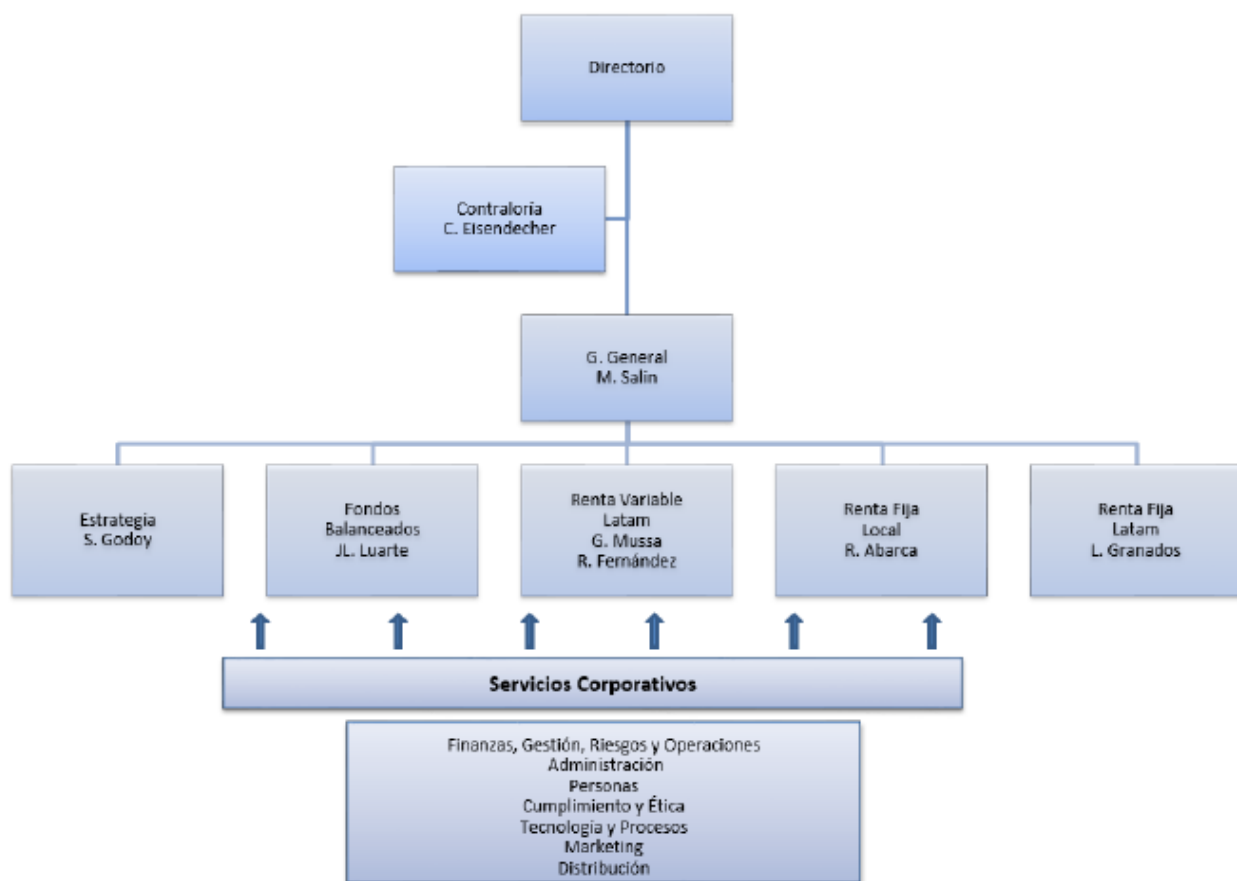 Directorio
Contraloría
C. Eisendecher
G. General
M. Salin
Estrategia
S. Godoy
Fondos
Balanceados
JL. Luarte
Renta Variable
Latam
G. Mussa
R. Fernández
Renta Fija
Local
R. Abarca
Renta Fija
Latam
L. Granados
Servicios Corporativos
Finanzas, Gestión, Riesgos y Operaciones
Administración
Personas
Cumplimiento y Ética
Tecnología y Procesos
Marketing
Distribución